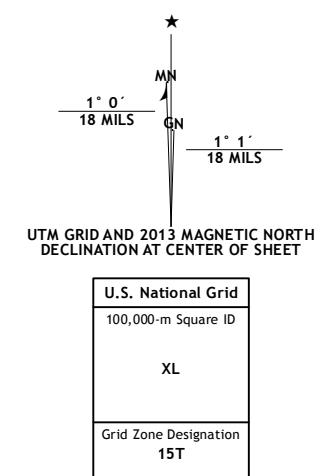 ★
MN
GN
1° 0´
18 MILS
1° 1´
18 MILS
UTM GRID AND 2013 MAGNETIC NORTH
DECLINATION AT CENTER OF SHEET
U.S. National Grid
100,000-m Square ID
XL
Grid Zone Designation
15T